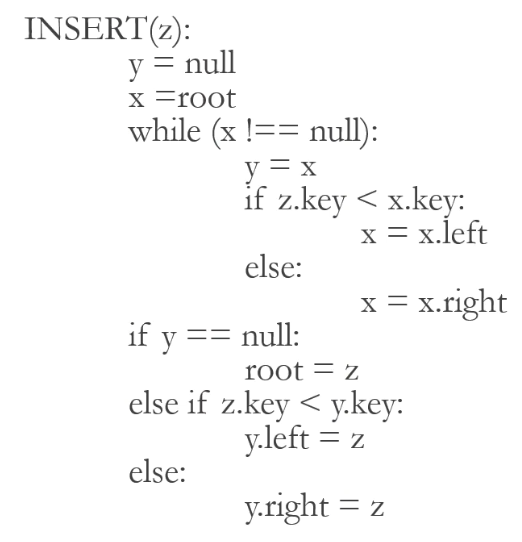 INSERT(z):
y = null
x =root
while (x !== null):
y = x
if z.key < x.key:
x = x.left
else:
x = x.right
if y == null:
root = z
else if z.key < y.key:
y.left = z
else:
y.right = z